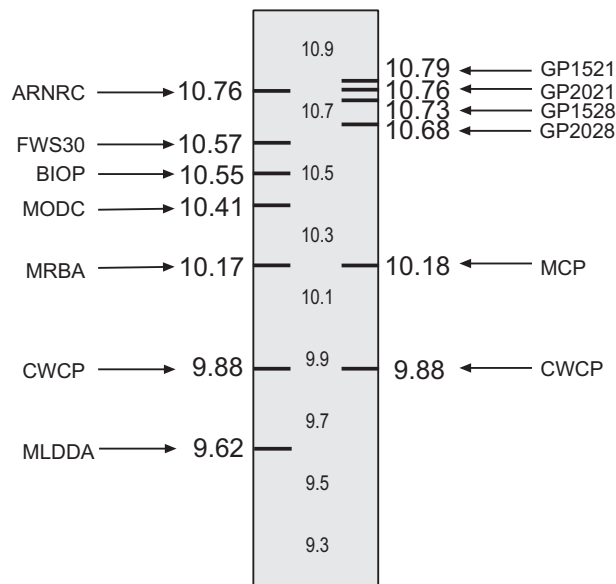 10.9
10.79 GP1521
ARNRC 10.76 10.76 GP2021
10.7 10.73 GP1528
10.68 GP2028
FWS30 10.57
BIOP 10.55 10.5
MODC 10.41
10.3
MRBA 10.17 10.18 MCP
10.1
CWCP 9.88 9.9 9.88 CWCP
9.7
MLDDA 9.62
9.5
9.3